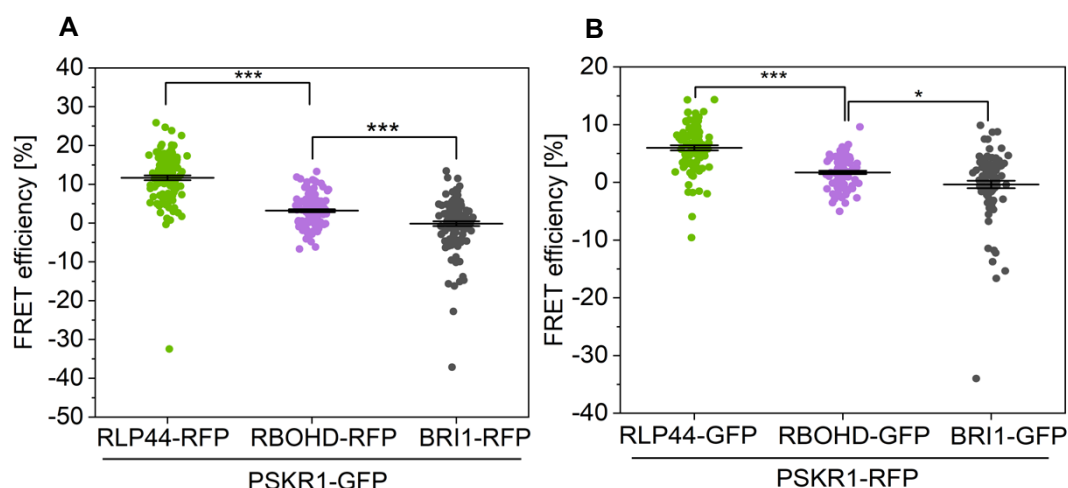 A
FRET efficiency [%]
40
30
20
10
0
-10
-20
-30
-40
-50
***
***
RLP44-RFP RBOHD-RFP BRI1-RFP
PSKR1-GFP
B
FRET efficiency [%]
20
10
0
-10
-20
-40
***
*
RLP44-GFP RBOHD-GFP BRI1-GFP
PSKR1-RFP